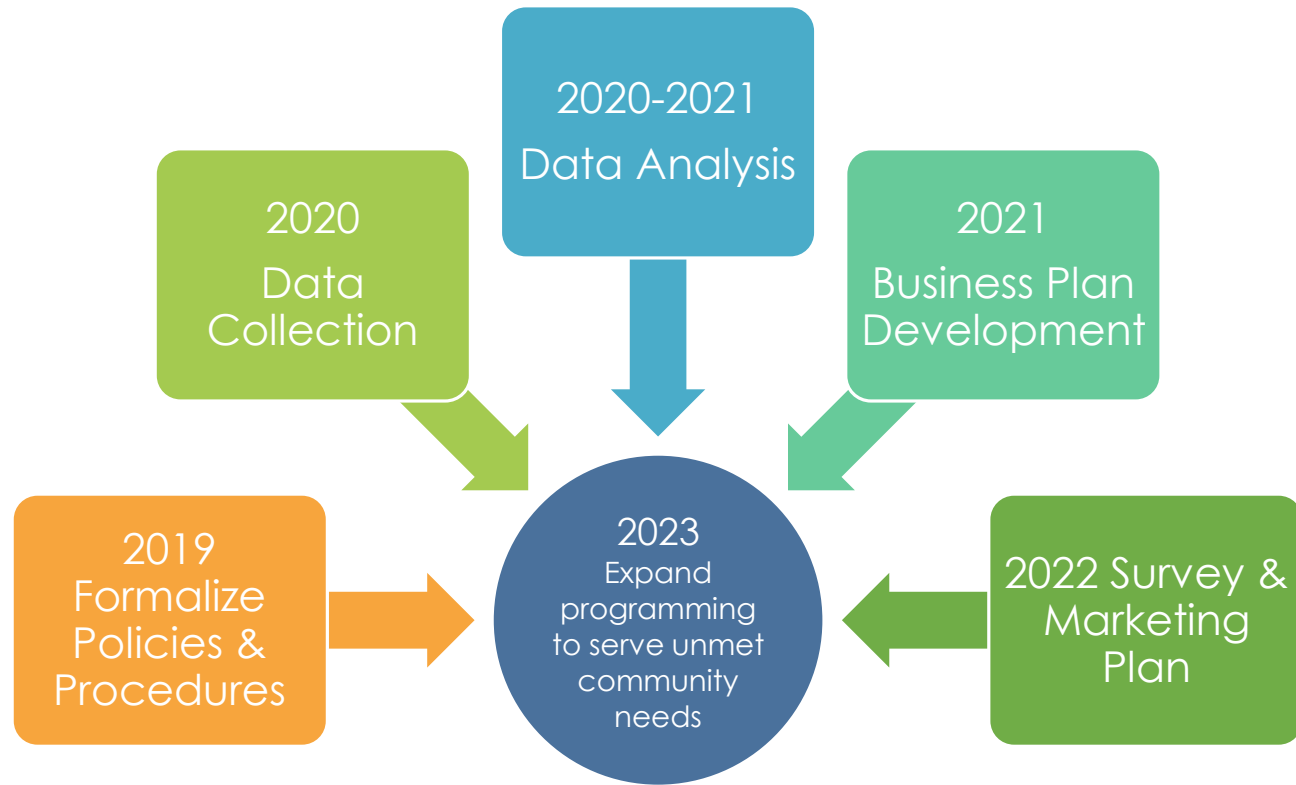 2019
Formalize
Policies &
Procedures
2020
Data
Collection
2020-2021
Data Analysis
2021
Business Plan
Development
2022 Survey &
Marketing
Plan
2023
Expand
programming
to serve unmet
community
needs